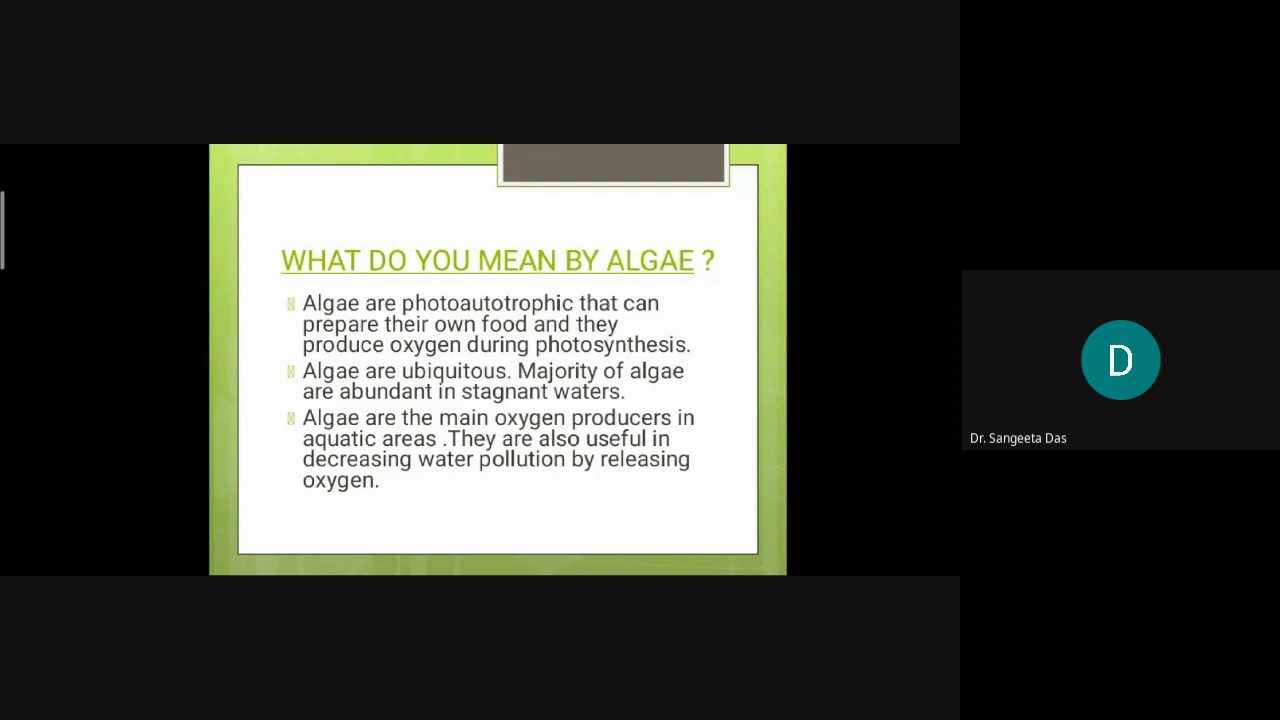 WHAT DO YOU MEAN BY ALGAE ?
Algae are photoautotrophic that can
prepare their own food and they
produce oxygen during photosynthesis.
Algae are ubiquitous. Majority of algae
are abundant in stagnant waters.
Algae are the main oxygen producers in
aquatic areas .They are also useful in
decreasing water pollution by releasing
oxygen.
D
Dr. Sangeeta Das